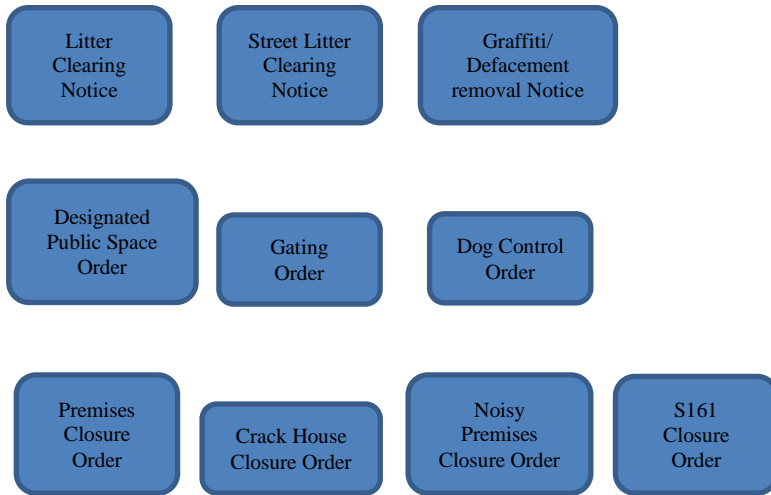 Litter
Clearing
Notice
Street Litter
Clearing
Notice
Graffiti/
Defacement
removal Notice
Designated
Public Space
Order
Gating
Order
Dog Control
Order
Premises
Closure
Order
Crack House
Closure Order
Noisy
Premises
Closure Order
S161
Closure
Order